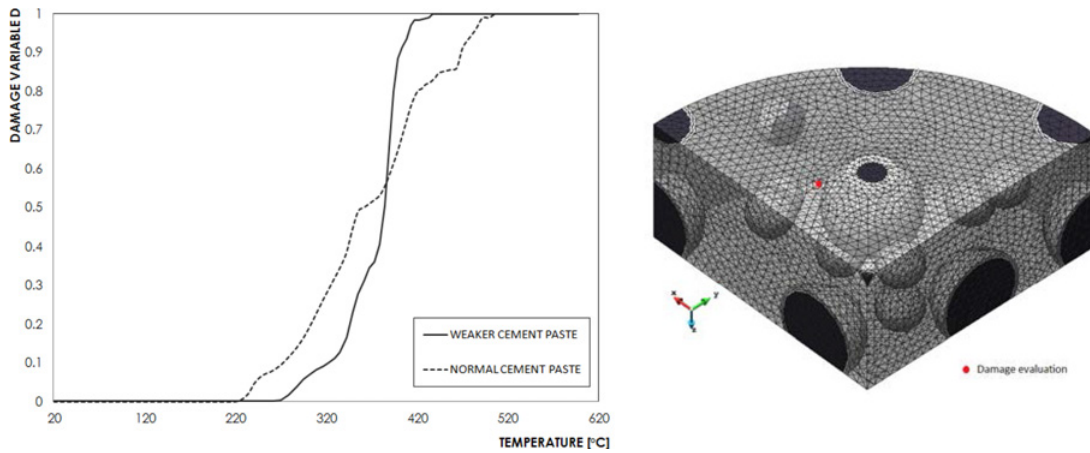 DAMAGE VARIABLE D
1
0.9
0.8
0.7
0.6
0.5
0.4
0.3
0.2
0.1
0
20
120
220
320
420
520
620
TEMPERATURE [°C]
WEAKER CEMENT PASTE
NORMAL CEMENT PASTE
x
y
z
Damage evaluation